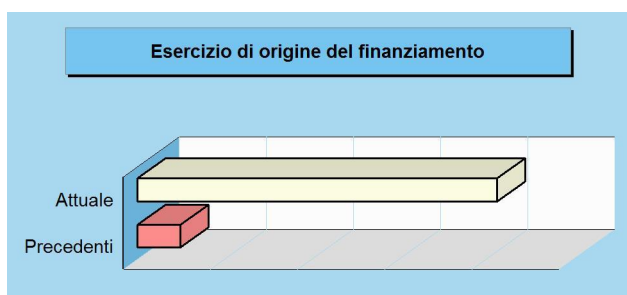 Esercizio di origine del finanziamento
Attuale
Precedenti